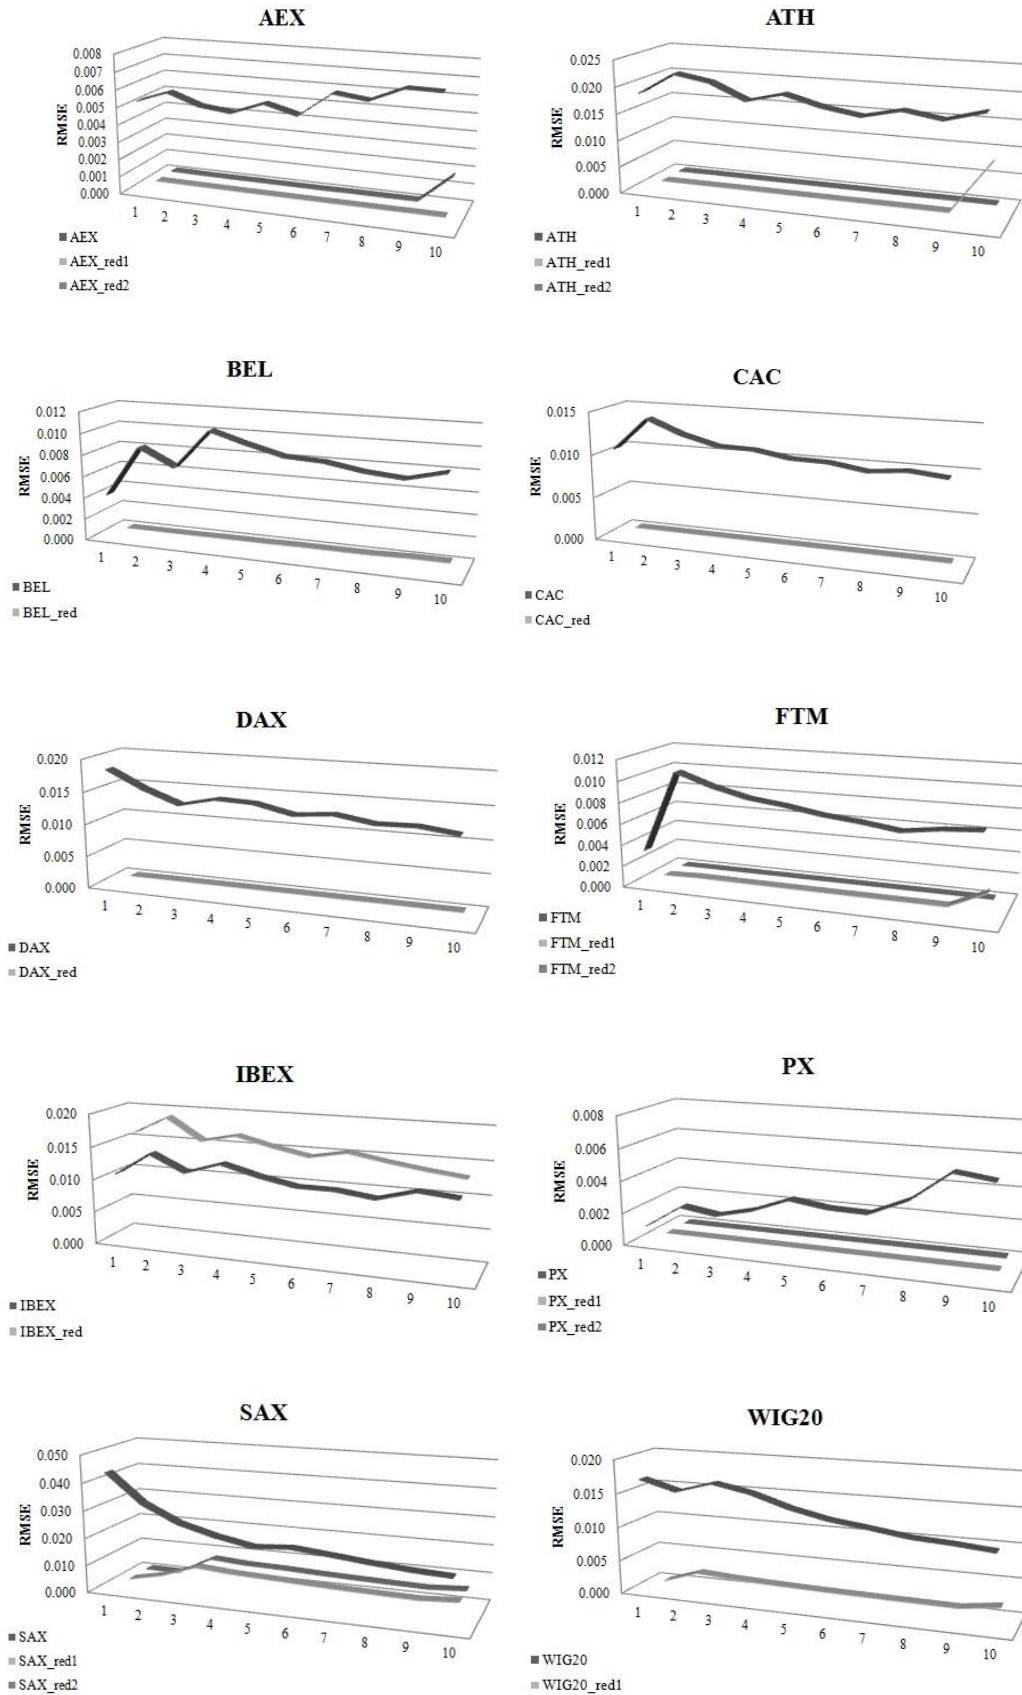 AEX
0.008
0.007
0.006
0.005
0.004
0.003
0.002
0.001
0.000
RMSE
1 2 3 4 5 6 7 8 9 10
AEX
AEX_red1
AEX_red2
ATH
0.025
0.020
0.015
0.010
0.005
0.000
RMSE
1 2 3 4 5 6 7 8 9 10
ATH
ATH_red1
ATH_red2
BEL
0.012
0.010
0.008
0.006
0.004
0.002
0.000
RMSE
1 2 3 4 5 6 7 8 9 10
BEL
BEL_red
CAC
0.015
0.010
0.005
0.000
RMSE
1 2 3 4 5 6 7 8 9 10
CAC
CAC_red
DAX
0.020
0.015
0.010
0.005
0.000
RMSE
1 2 3 4 5 6 7 8 9 10
DAX
DAX_red
FTM
0.012
0.010
0.008
0.006
0.004
0.002
0.000
RMSE
1 2 3 4 5 6 7 8 9 10
FTM
FTM_red1
FTM_red2
IBEX
0.020
0.015
0.010
0.005
0.000
RMSE
1 2 3 4 5 6 7 8 9 10
IBEX
IBEX_red
PX
0.008
0.006
0.004
0.002
0.000
RMSE
1 2 3 4 5 6 7 8 9 10
PX
PX_red1
PX_red2
SAX
0.050
0.040
0.030
0.020
0.010
0.000
RMSE
1 2 3 4 5 6 7 8 9 10
SAX
SAX_red1
SAX_red2
WIG20
0.020
0.015
0.010
0.005
0.000
RMSE
1 2 3 4 5 6 7 8 9 10
WIG20
WIG20_red1